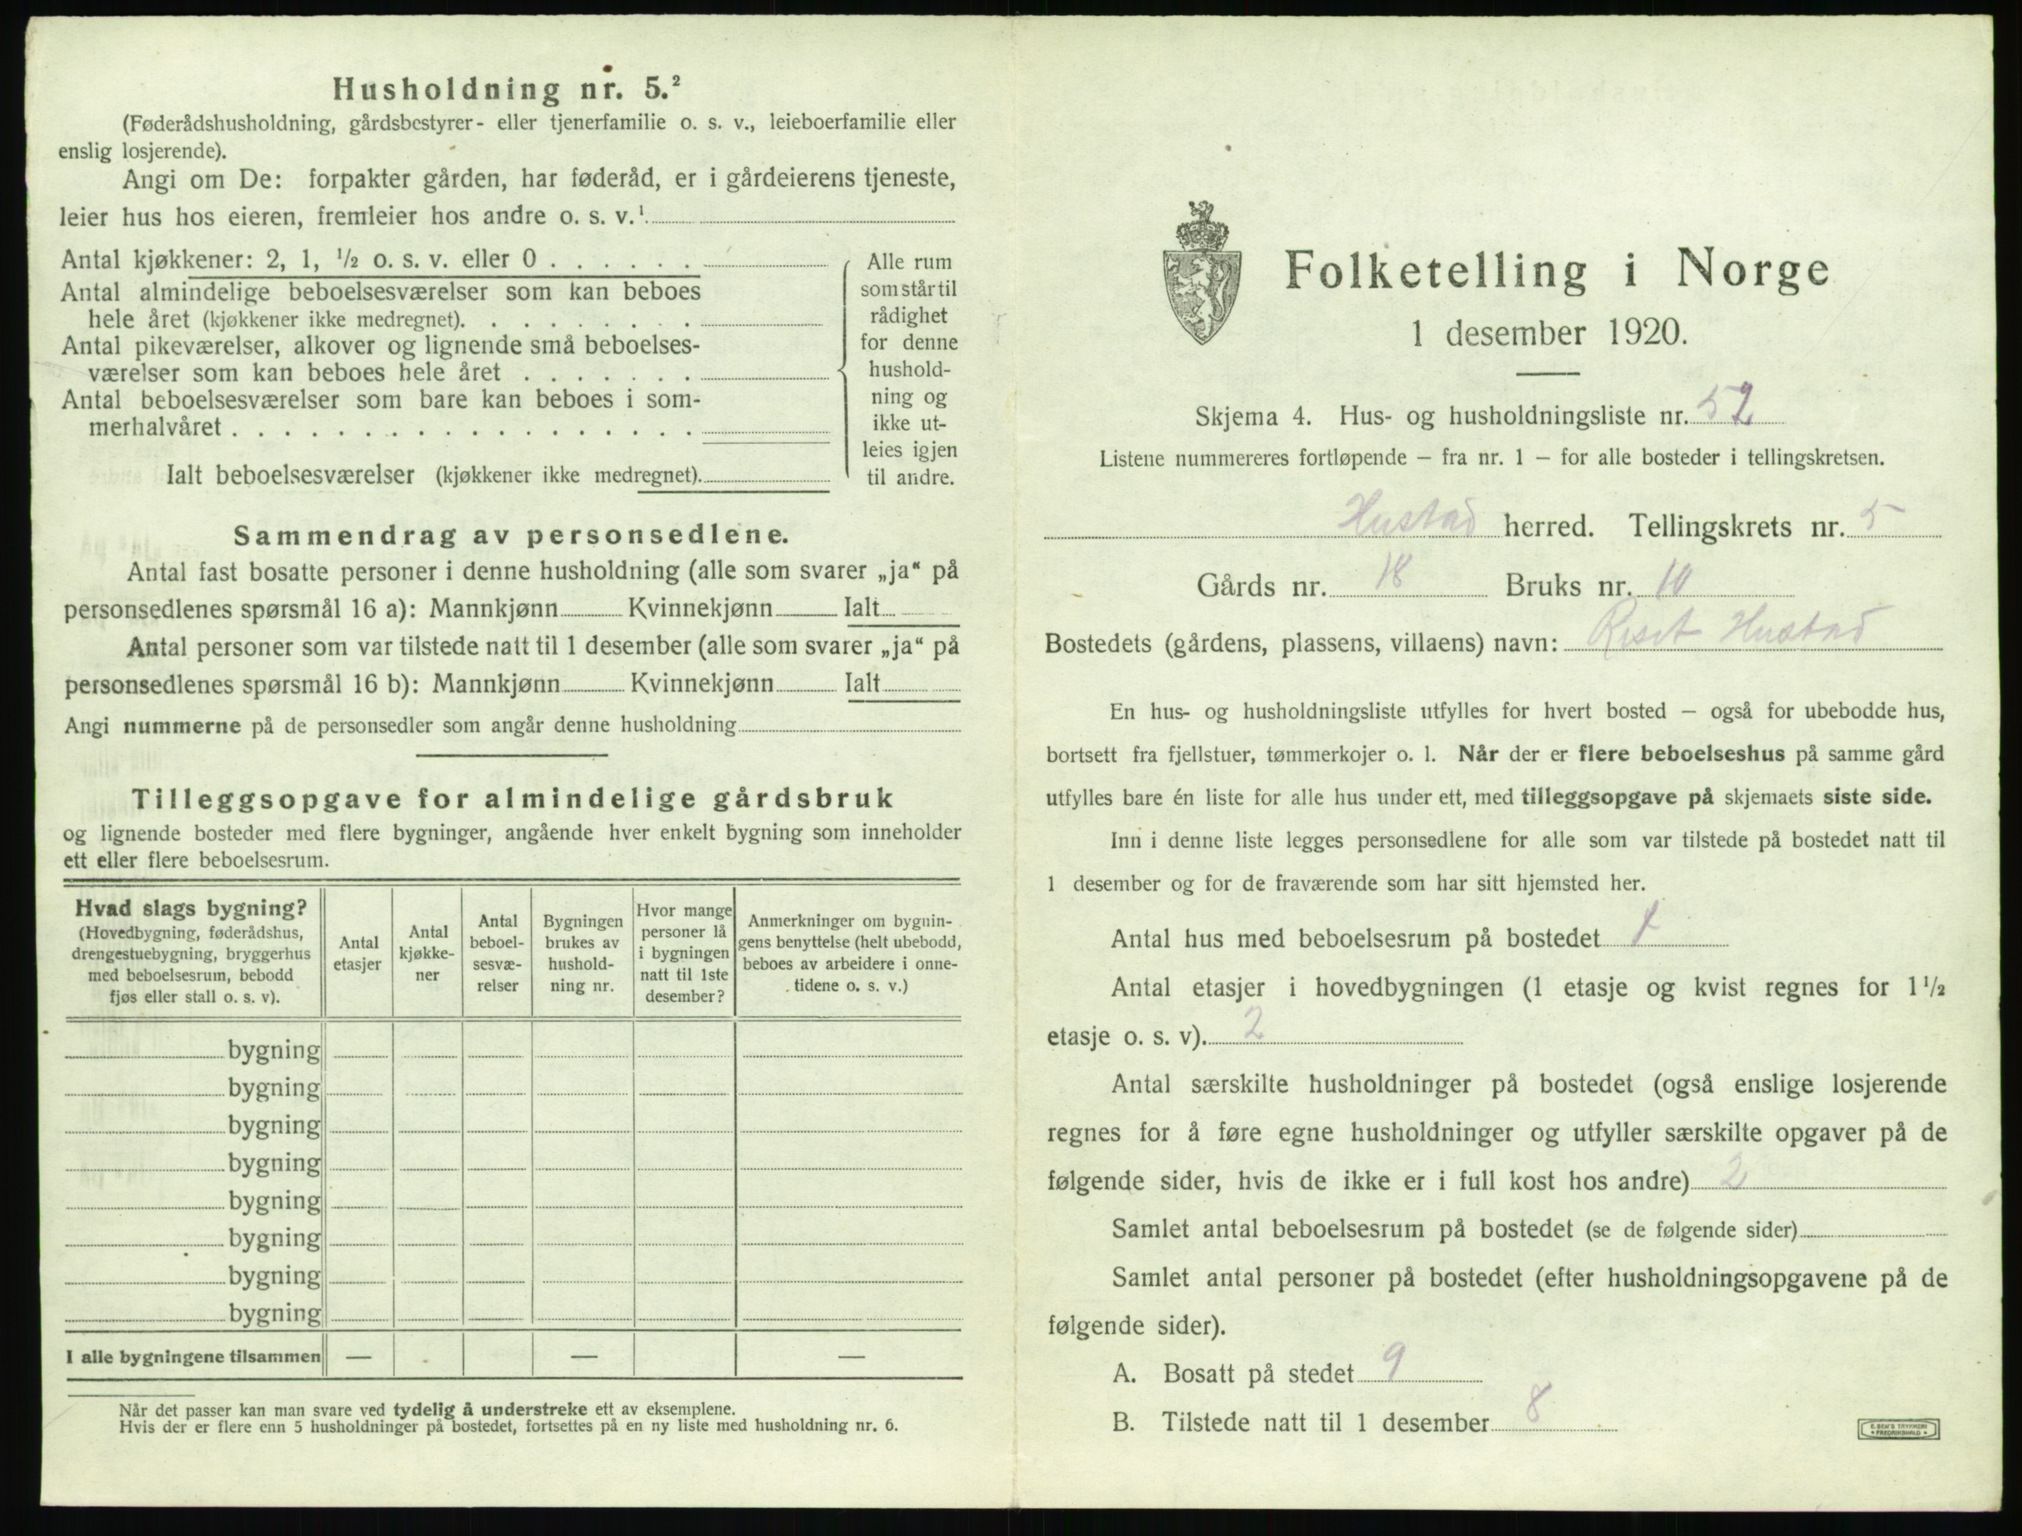 Husholdning nr. 5.²
(Føderådshusholdning, gårdsbestyrer- eller tjenerfamilie o. s. v., leieboerfamilie eller
enslig losjerende).
Angi om De: forpakter gården, har føderåd, er i gårdeierens tjeneste,
leier hus hos eieren, fremleier hos andre o. s. v.¹
Antal kjøkkener: 2, 1, ½ o. s. v. eller 0
Antal almindelige beboelsesværelser som kan beboes
hele året (kjøkkener ikke medregnet).
Antal pikeværelser, alkover og lignende små beboelses-
værelser som kan beboes hele året
Antal beboelsesværelser som bare kan beboes i som-
merhalvåret
Ialt beboelsesværelser (kjøkkener ikke medregnet).
Alle rum
som står til
rådighet
for denne
hushold-
ning og
ikke ut-
leies igjen
til andre.
Sammendrag av personsedlene.
Antal fast bosatte personer i denne husholdning (alle som svarer „ja“ på
personsedlenes spørsmål 16 a): Mannkjønn Kvinnekjønn Ialt
Antal personer som var tilstede natt til 1 desember (alle som svarer „ja“ på
personsedlenes spørsmål 16 b): Mannkjønn Kvinnekjønn Ialt
Angi nummerne på de personsedler som angår denne husholdning
Tilleggsopgave for almindelige gårdsbruk
og lignende bosteder med flere bygninger, angående hver enkelt bygning som inneholder
ett eller flere beboelsesrum.
Hvad slags bygning?
(Hovedbygning, føderådshus,
drengestuebygning, bryggerhus
med beboelsesrum, bebodd
fjøs eller stall o. s. v).
Antal
etasjer
Antal
kjøkke-
ner
Antal
beboel-
sesvæ-
relser
Bygningen
brukes av
hushold-
ning nr.
Hvor mange
personer lå
i bygningen
natt til 1ste
desember?
Anmerkninger om bygnin-
gens benyttelse (helt ubebodd,
beboes av arbeidere i onne-
tidene o. s. v.)
bygning
bygning
bygning
bygning
bygning
bygning
bygning
bygning
I alle bygningene tilsammen — — —
Når det passer kan man svare ved tydelig å understreke ett av eksemplene.
Hvis der er flere enn 5 husholdninger på bostedet, fortsettes på en ny liste med husholdning nr. 6.
Folketelling i Norge
1 desember 1920.
Skjema 4. Hus- og husholdningsliste nr. 52
Listene nummereres fortløpende – fra nr. 1 – for alle bosteder i tellingskretsen.
Hustad herred. Tellingskrets nr. 5
Gårds nr. 18 Bruks nr. 10
Bostedets (gårdens, plassens, villaens) navn: Reset Hustad
En hus- og husholdningsliste utfylles for hvert bosted – også for ubebodde hus,
bortsett fra fjellstuer, tømmerkojer o. l. Når der er flere beboelseshus på samme gård
utfylles bare én liste for alle hus under ett, med tilleggsopgave på skjemaets siste side.
Inn i denne liste legges personsedlene for alle som var tilstede på bostedet natt til
1 desember og for de fraværende som har sitt hjemsted her.
Antal hus med beboelsesrum på bostedet 1
Antal etasjer i hovedbygningen (1 etasje og kvist regnes for 1½
etasje o. s. v). 2
Antal særskilte husholdninger på bostedet (også enslige losjerende
regnes for å føre egne husholdninger og utfyller særskilte opgaver på de
følgende sider, hvis de ikke er i full kost hos andre) 2
Samlet antal beboelsesrum på bostedet (se de følgende sider)
Samlet antal personer på bostedet (efter husholdningsopgavene på de
følgende sider).
A. Bosatt på stedet 9
B. Tilstede natt til 1 desember 8